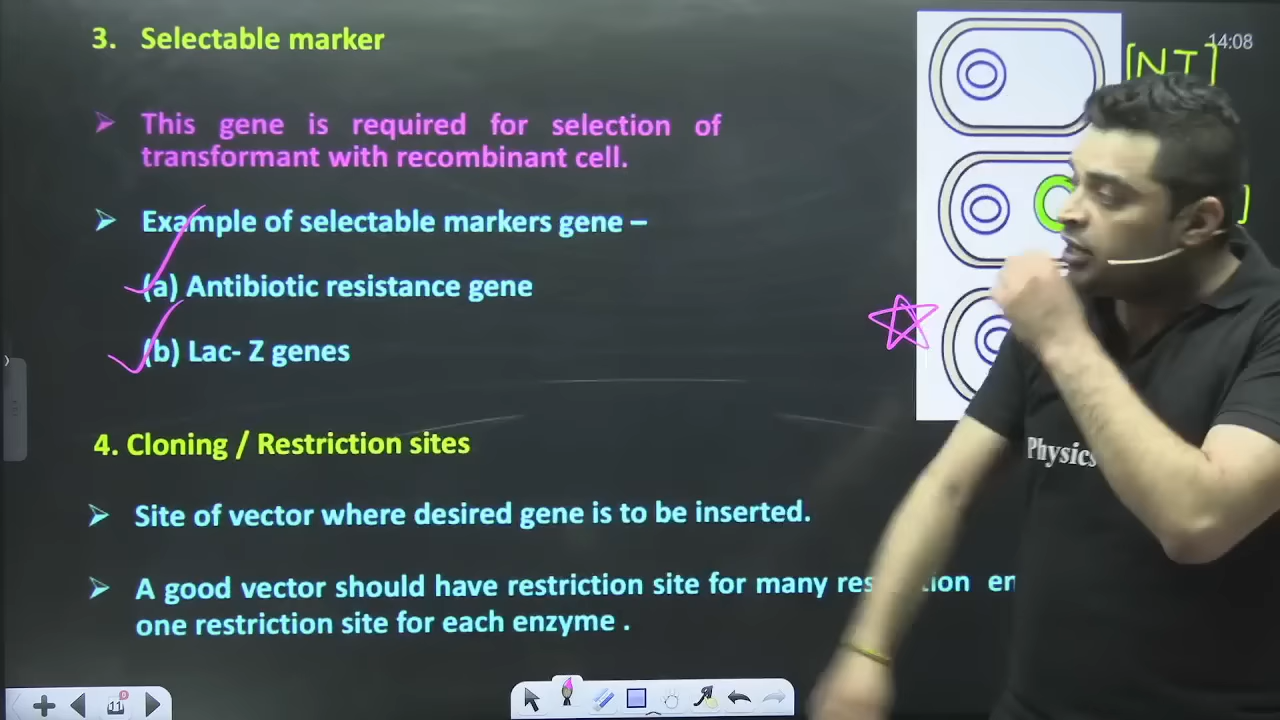 3. Selectable marker
14:08
[NT]
➤ This gene is required for selection of
transformant with recombinant cell.
➤ Example of selectable markers gene –
]
(a) Antibiotic resistance gene
(b) Lac- Z genes
4. Cloning / Restriction sites
Physics
➤ Site of vector where desired gene is to be inserted.
➤ A good vector should have restriction site for many
one restriction site for each enzyme .
11